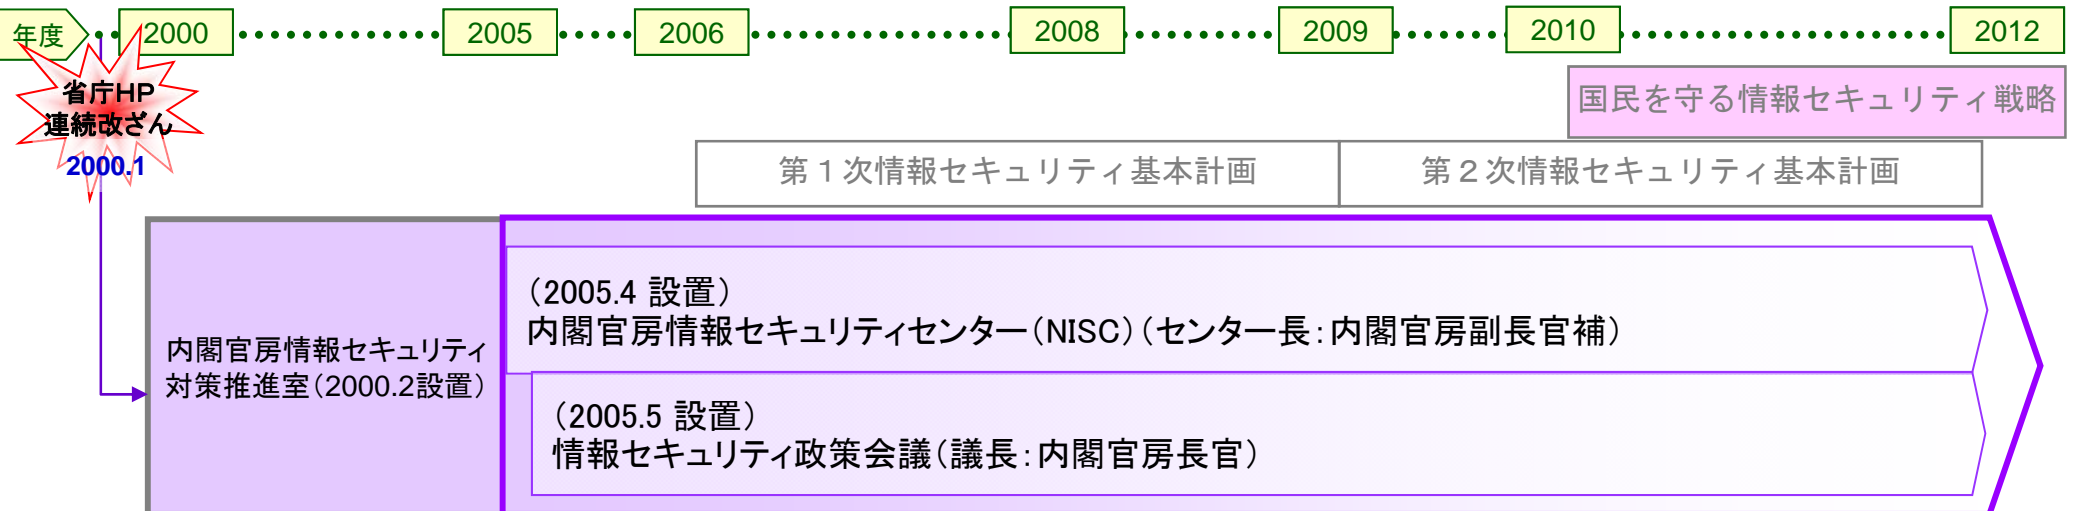 年度 2000 2005 2006 2008 2009 2010 2012
省庁HP
連続改ざん
2000.1
国民を守る情報セキュリティ戦略
第1次情報セキュリティ基本計画 第2次情報セキュリティ基本計画
内閣官房情報セキュリティ
対策推進室(2000.2設置)
(2005.4 設置)
内閣官房情報セキュリティセンター(NISC)(センター長:内閣官房副長官補)
(2005.5 設置)
情報セキュリティ政策会議(議長:内閣官房長官)